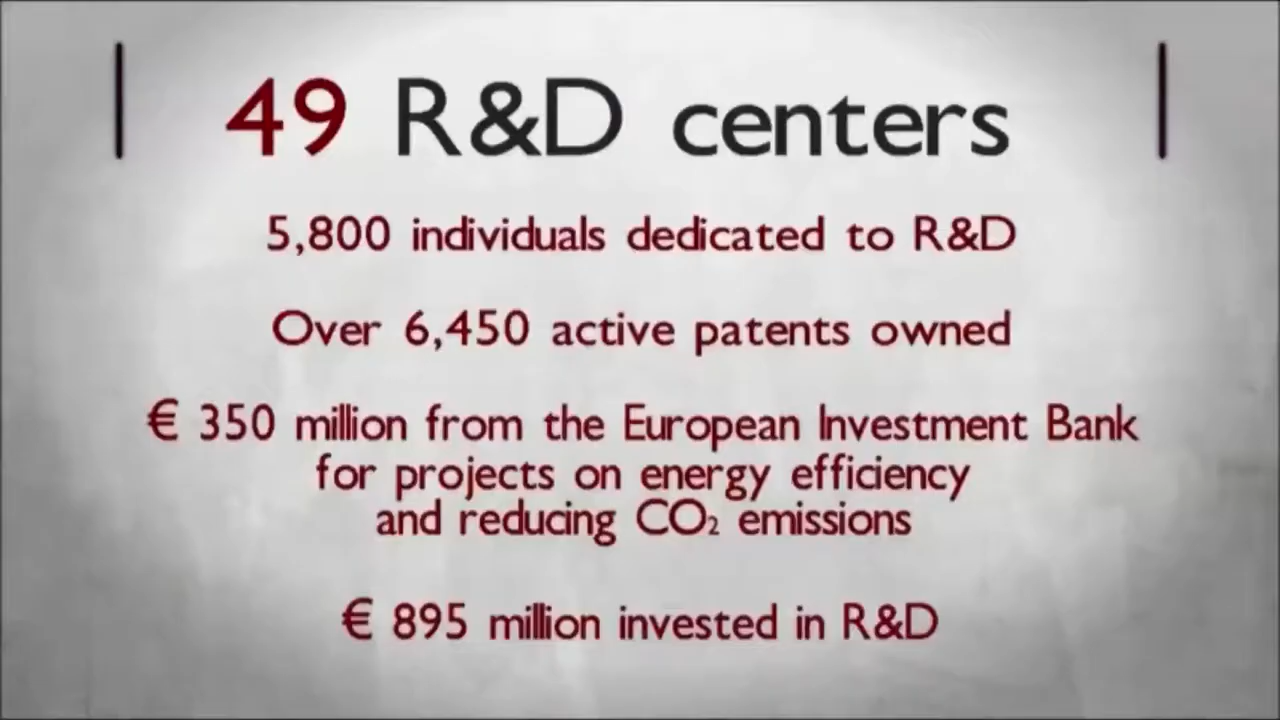 49 R&D centers
5,800 individuals dedicated to R&D
Over 6,450 active patents owned
€ 350 million from the European Investment Bank
for projects on energy efficiency
and reducing CO₂ emissions
€ 895 million invested in R&D